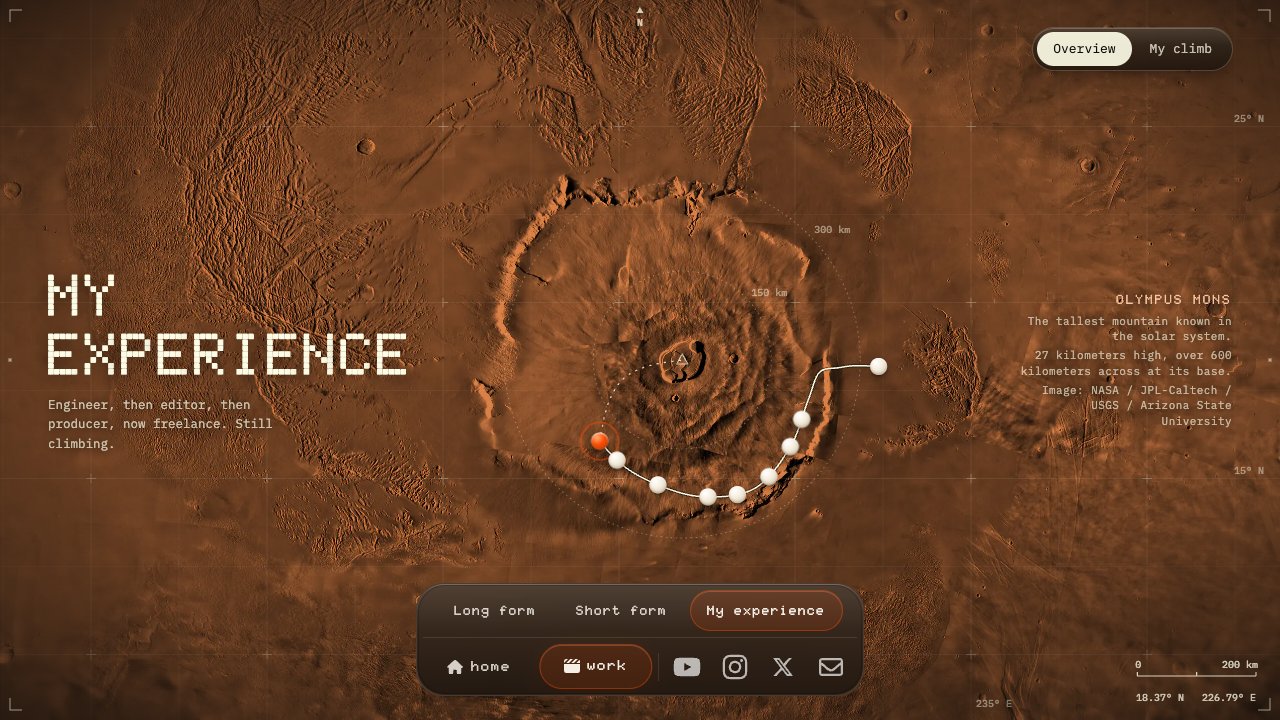 N
Overview
My climb
25° N
300 km
150 km
MY
EXPERIENCE
Engineer, then editor, then
producer, now freelance. Still
climbing.
OLYMPUS MONS
The tallest mountain known in
the solar system.
27 kilometers high, over 600
kilometers across at its base.
Image: NASA / JPL-Caltech /
USGS / Arizona State
University
15° N
Long form
Short form
My experience
home
work
0
200 km
18.37° N
226.79° E
235° E